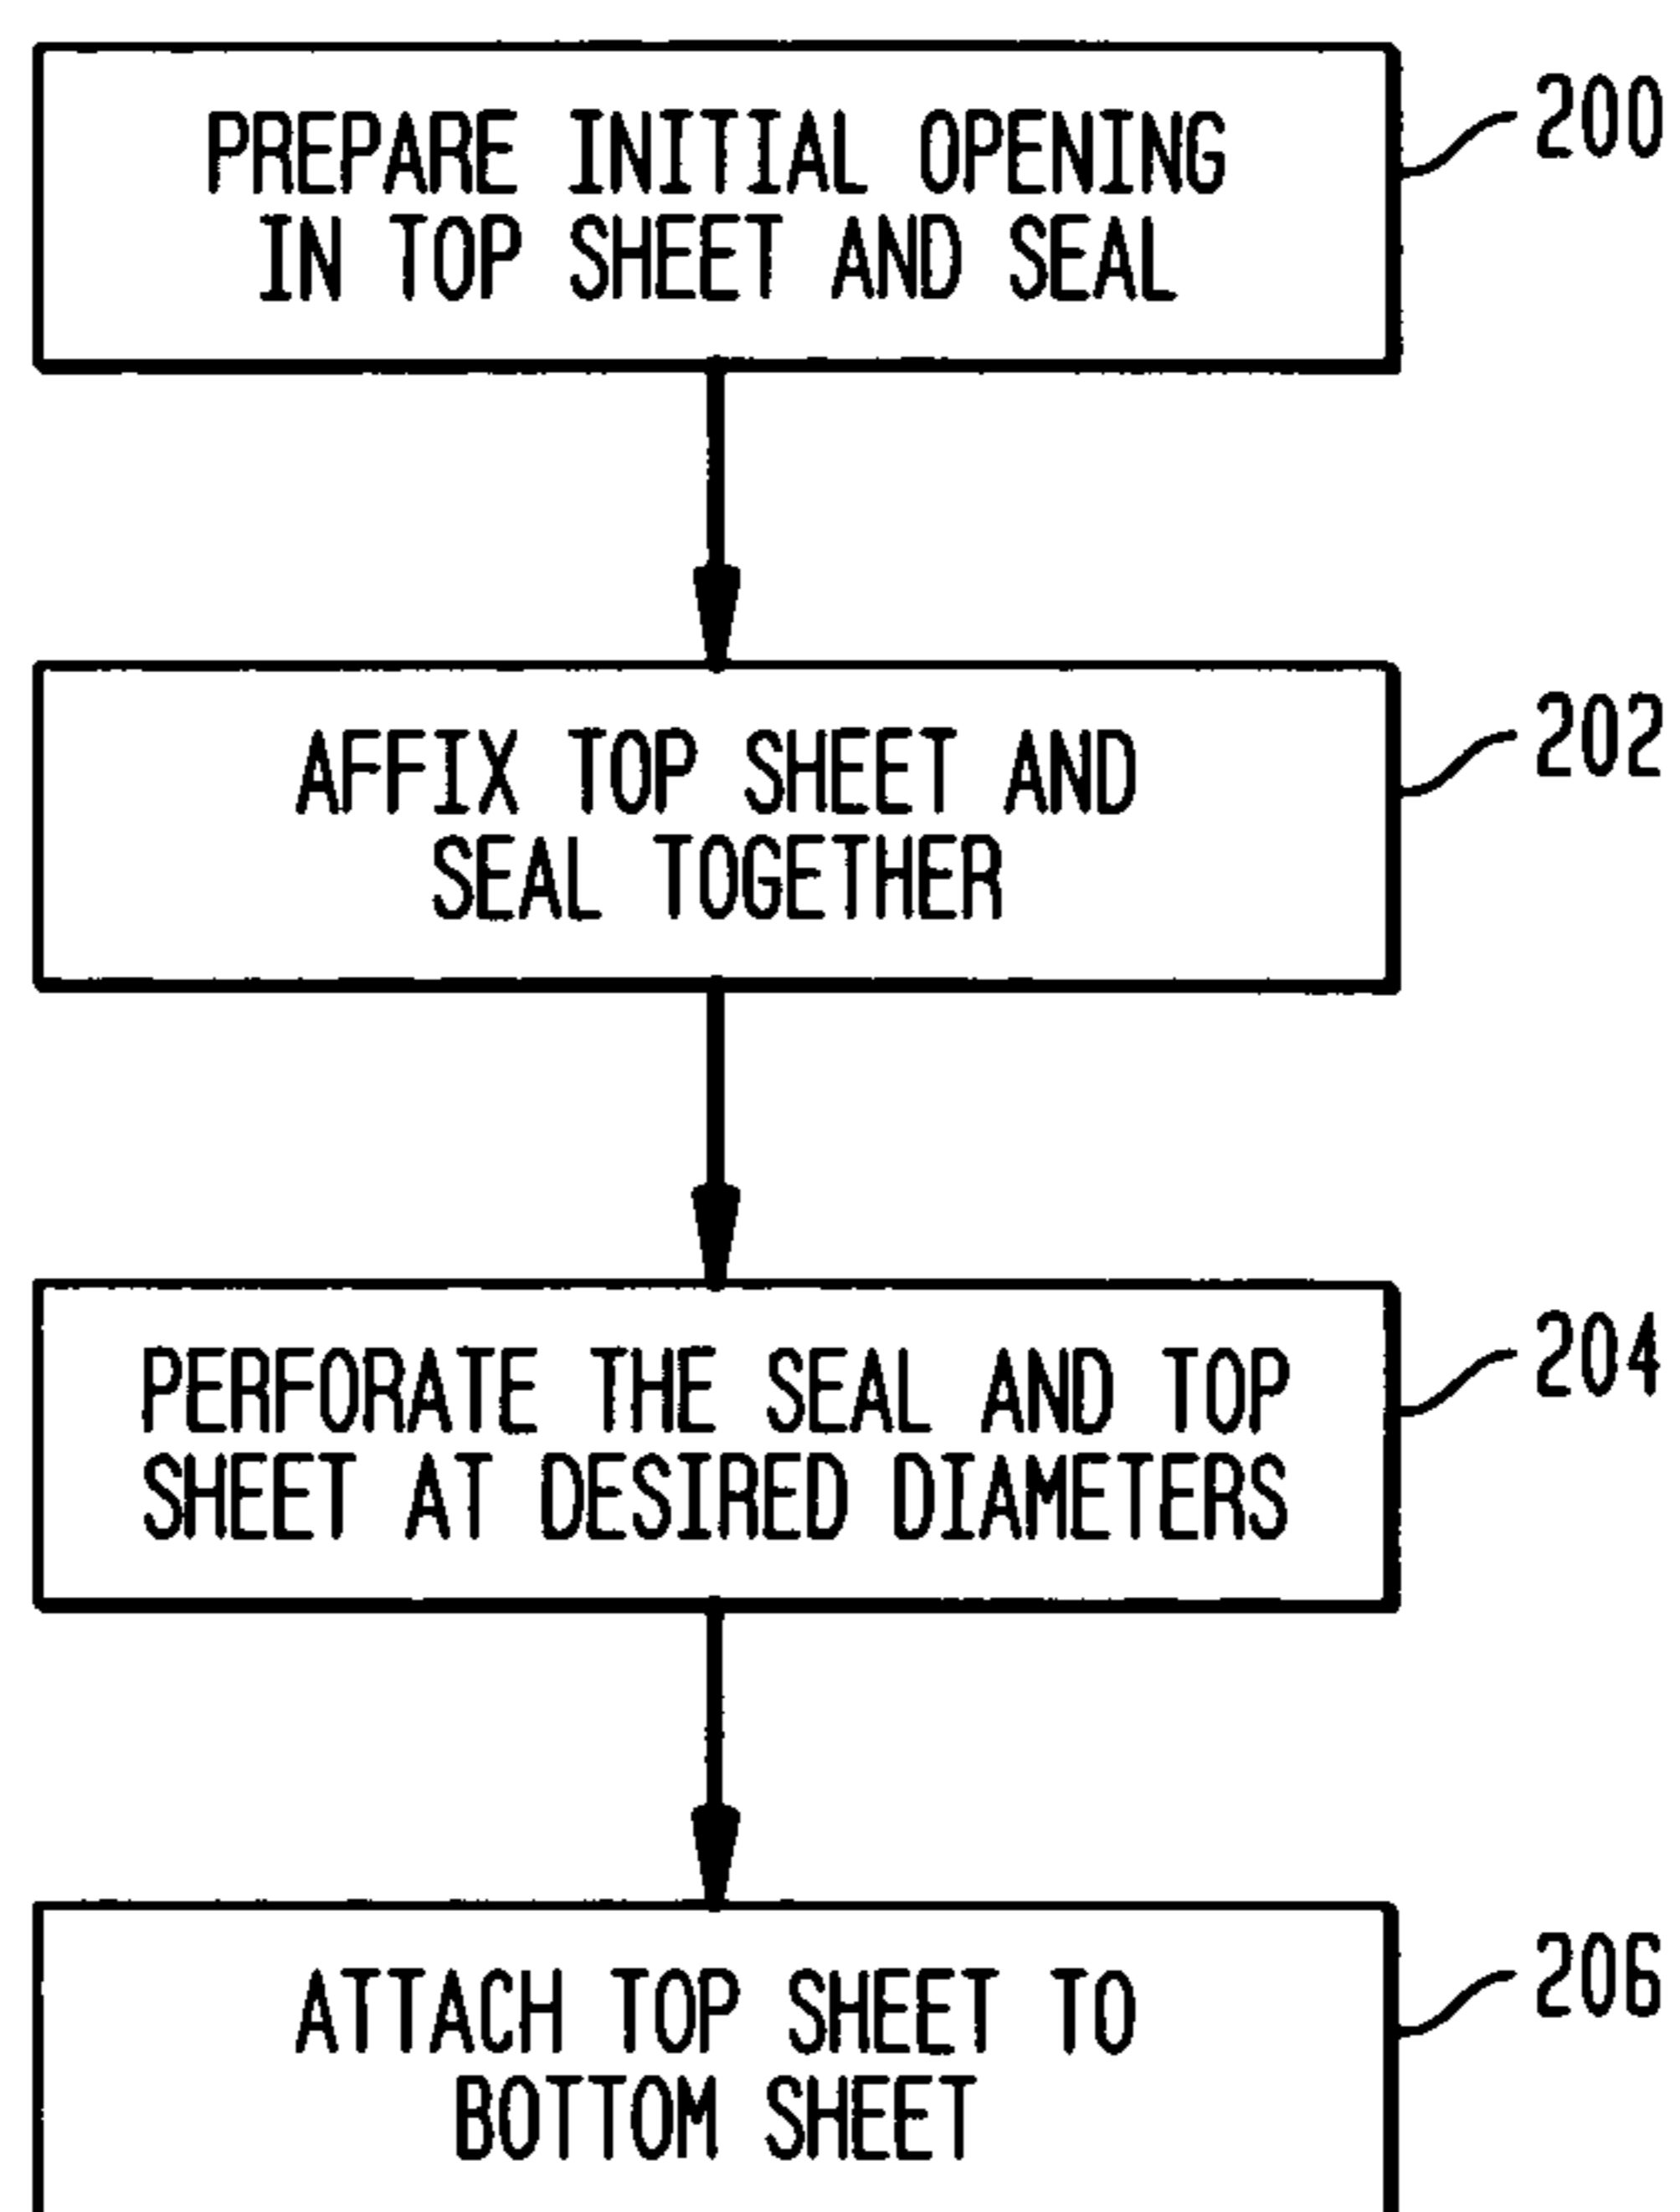 PREPARE INITIAL OPENING
IN TOP SHEET AND SEAL
200
AFFIX TOP SHEET AND
SEAL TOGETHER
202
PERFORATE THE SEAL AND TOP
SHEET AT DESIRED DIAMETERS
204
ATTACH TOP SHEET TO
BOTTOM SHEET
206